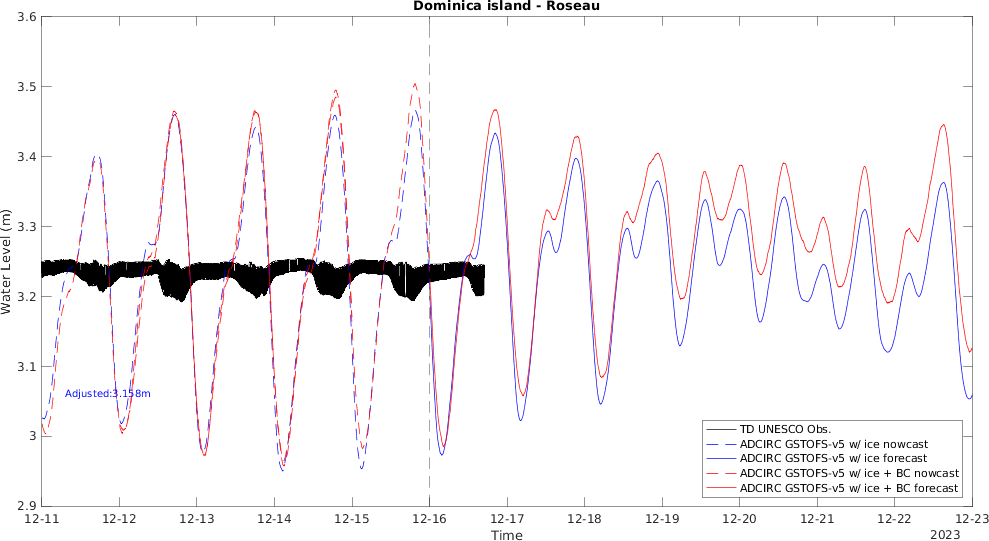 Dominica island - Roseau
Water Level (m)
3.6
3.5
3.4
3.3
3.2
3.1
3
2.9
Adjusted:3.158m
TD UNESCO Obs.
ADCIRC GSTOFS-v5 w/ ice nowcast
ADCIRC GSTOFS-v5 w/ ice forecast
ADCIRC GSTOFS-v5 w/ ice + BC nowcast
ADCIRC GSTOFS-v5 w/ ice + BC forecast
12-11 12-12 12-13 12-14 12-15 12-16 12-17 12-18 12-19 12-20 12-21 12-22 12-23
Time
2023